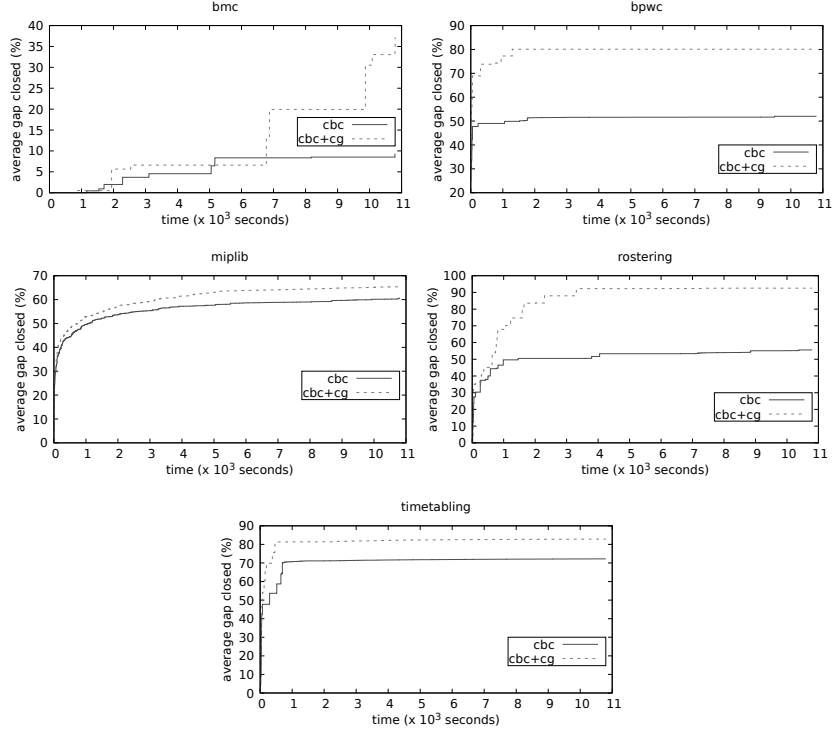 bmc
average gap closed (%)
40
35
30
25
20
15
10
5
0
cbc
cbc+cg
0 1 2 3 4 5 6 7 8 9 10 11
time (x 10³ seconds)
bpwc
average gap closed (%)
90
80
70
60
50
40
30
20
cbc
cbc+cg
0 1 2 3 4 5 6 7 8 9 10 11
time (x 10³ seconds)
miplib
average gap closed (%)
70
60
50
40
30
20
10
0
cbc
cbc+cg
0 1 2 3 4 5 6 7 8 9 10 11
time (x 10³ seconds)
rostering
average gap closed (%)
100
90
80
70
60
50
40
30
20
10
0
cbc
cbc+cg
0 1 2 3 4 5 6 7 8 9 10 11
time (x 10³ seconds)
timetabling
average gap closed (%)
90
80
70
60
50
40
30
20
10
0
cbc
cbc+cg
0 1 2 3 4 5 6 7 8 9 10 11
time (x 10³ seconds)